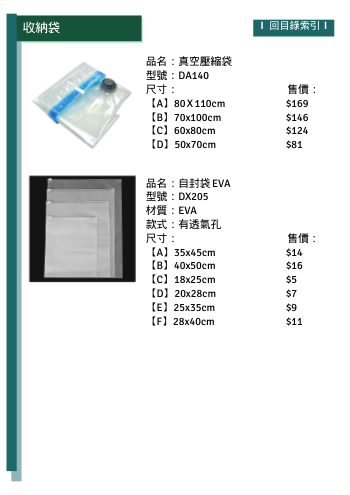 收納袋
I 回目錄索引 I
品名：真空壓縮袋
型號：DA140
尺寸： 售價：
【A】80X110cm $169
【B】70x100cm $146
【C】60x80cm $124
【D】50x70cm $81
品名：自封袋 EVA
型號：DX205
材質：EVA
款式：有透氣孔
尺寸： 售價：
【A】35x45cm $14
【B】40x50cm $16
【C】18x25cm $5
【D】20x28cm $7
【E】25x35cm $9
【F】28x40cm $11